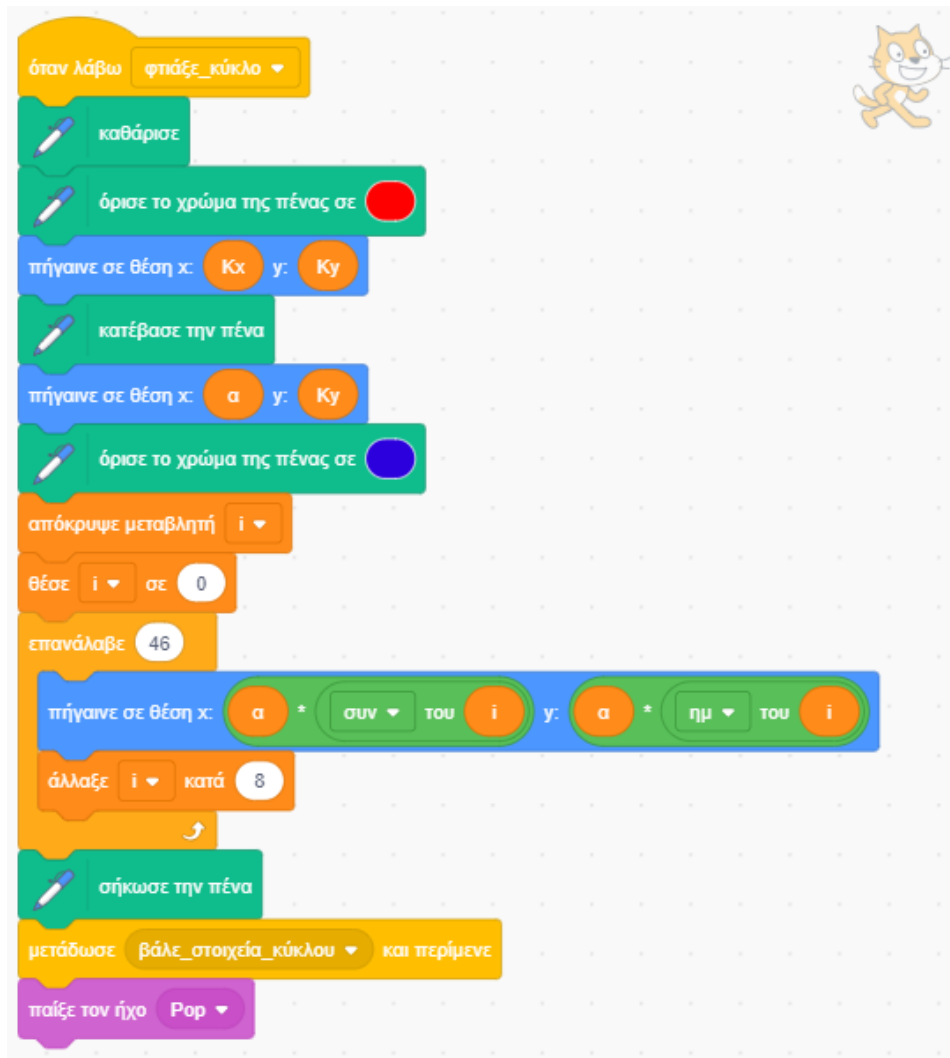 όταν λάβω φτιάξε_κύκλο
καθάρισε
όρισε το χρώμα της πένας σε
πήγαινε σε θέση x: Kx y: Ky
κατέβασε την πένα
πήγαινε σε θέση x: α y: Ky
όρισε το χρώμα της πένας σε
απόκρυψε μεταβλητή i
θέσε i σε 0
επανάλαβε 46
πήγαινε σε θέση x: α * συν του i y: α * ημ του i
άλλαξε i κατά 8
σήκωσε την πένα
μετάδωσε βάλε_στοιχεία_κύκλου και περίμενε
παίξε τον ήχο Pop